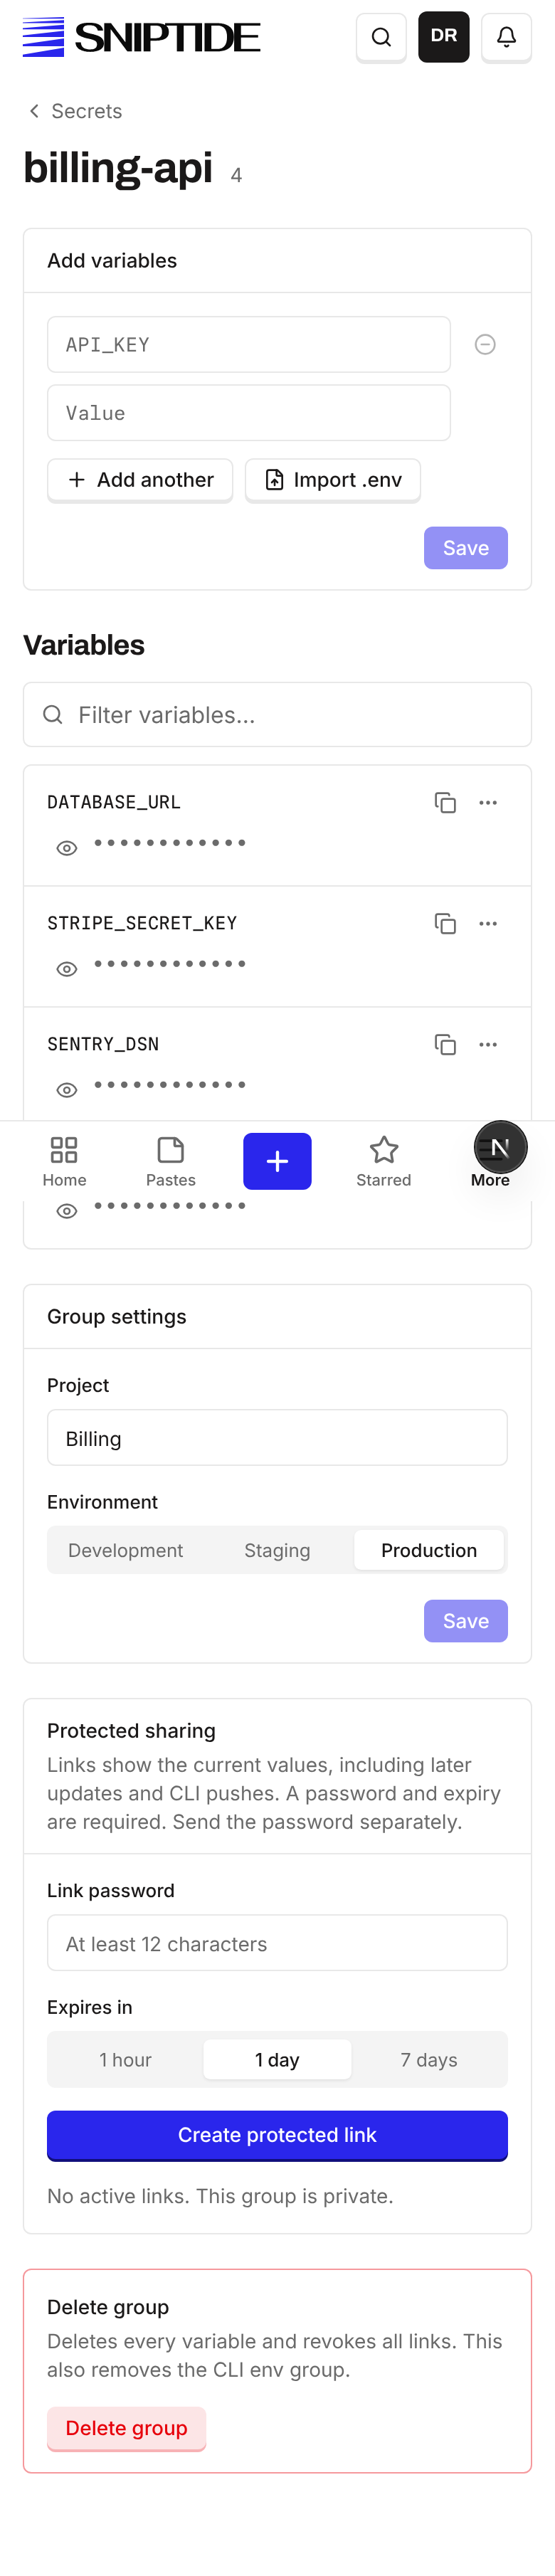 SNIPTIDE
DR
Secrets
billing-api 4
Add variables
API_KEY
Value
Add another
Import .env
Save
Variables
Filter variables...
DATABASE_URL
••••••••••••
STRIPE_SECRET_KEY
••••••••••••
SENTRY_DSN
••••••••••••
Home
Pastes
Starred
N
More
••••••••••••
Group settings
Project
Billing
Environment
Development Staging Production
Save
Protected sharing
Links show the current values, including later
updates and CLI pushes. A password and expiry
are required. Send the password separately.
Link password
At least 12 characters
Expires in
1 hour 1 day 7 days
Create protected link
No active links. This group is private.
Delete group
Deletes every variable and revokes all links. This
also removes the CLI env group.
Delete group